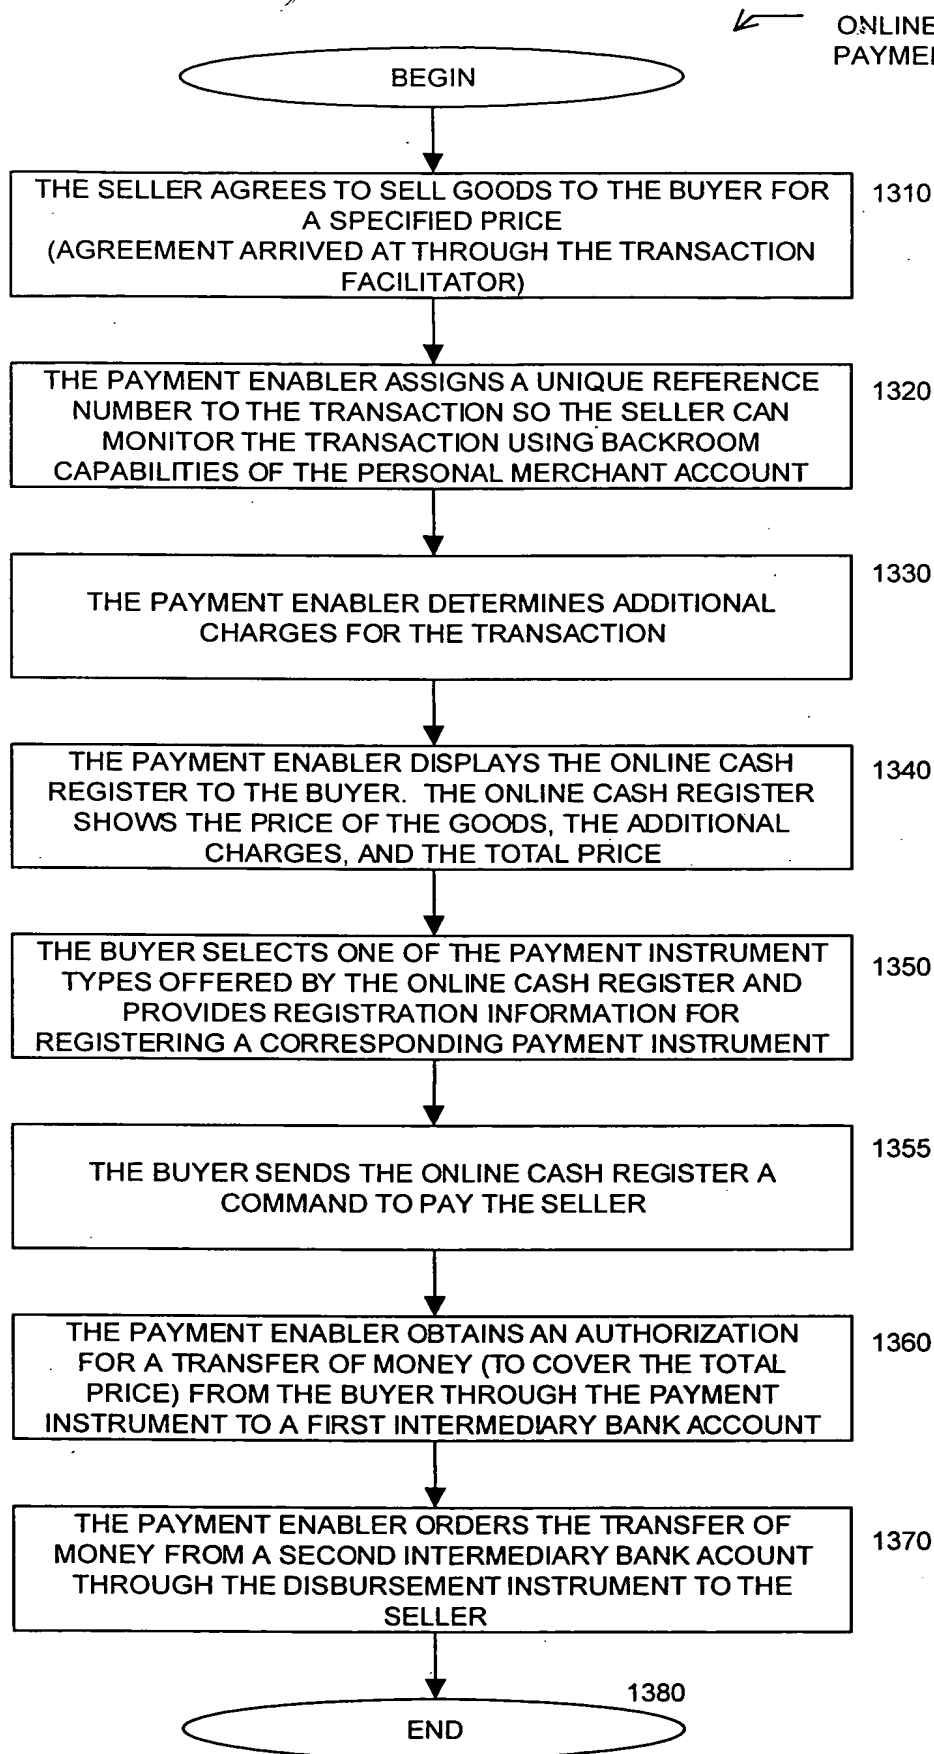 ONLINE
PAYME
BEGIN
THE SELLER AGREES TO SELL GOODS TO THE BUYER FOR
A SPECIFIED PRICE
(AGREEMENT ARRIVED AT THROUGH THE TRANSACTION
FACILITATOR)
1310
THE PAYMENT ENABLER ASSIGNS A UNIQUE REFERENCE
NUMBER TO THE TRANSACTION SO THE SELLER CAN
MONITOR THE TRANSACTION USING BACKROOM
CAPABILITIES OF THE PERSONAL MERCHANT ACCOUNT
1320
THE PAYMENT ENABLER DETERMINES ADDITIONAL
CHARGES FOR THE TRANSACTION
1330
THE PAYMENT ENABLER DISPLAYS THE ONLINE CASH
REGISTER TO THE BUYER. THE ONLINE CASH REGISTER
SHOWS THE PRICE OF THE GOODS, THE ADDITIONAL
CHARGES, AND THE TOTAL PRICE
1340
THE BUYER SELECTS ONE OF THE PAYMENT INSTRUMENT
TYPES OFFERED BY THE ONLINE CASH REGISTER AND
PROVIDES REGISTRATION INFORMATION FOR
REGISTERING A CORRESPONDING PAYMENT INSTRUMENT
1350
THE BUYER SENDS THE ONLINE CASH REGISTER A
COMMAND TO PAY THE SELLER
1355
THE PAYMENT ENABLER OBTAINS AN AUTHORIZATION
FOR A TRANSFER OF MONEY (TO COVER THE TOTAL
PRICE) FROM THE BUYER THROUGH THE PAYMENT
INSTRUMENT TO A FIRST INTERMEDIARY BANK ACCOUNT
1360
THE PAYMENT ENABLER ORDERS THE TRANSFER OF
MONEY FROM A SECOND INTERMEDIARY BANK ACOUNT
THROUGH THE DISBURSEMENT INSTRUMENT TO THE
SELLER
1370
1380
END